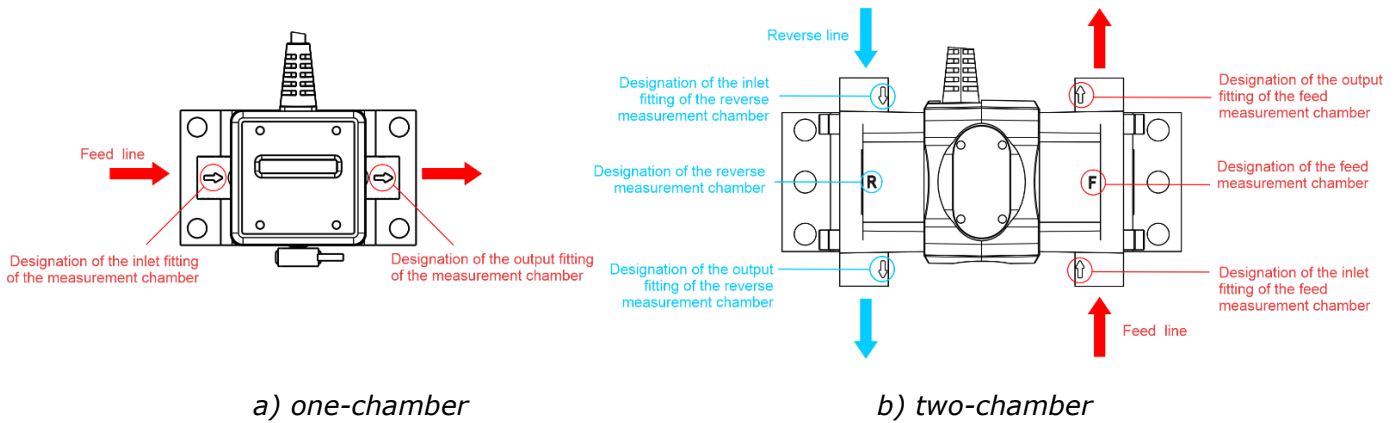 Feed line
Designation of the inlet fitting
of the measurement chamber
Designation of the output fitting
of the measurement chamber
a) one-chamber
Reverse line
Designation of the inlet
fitting of the reverse
measurement chamber
Designation of the reverse
measurement chamber
R
Designation of the output
fitting of the reverse
measurement chamber
Designation of the output
fitting of the feed
measurement chamber
F
Designation of the feed
measurement chamber
Designation of the inlet
fitting of the feed
measurement chamber
Feed line
b) two-chamber